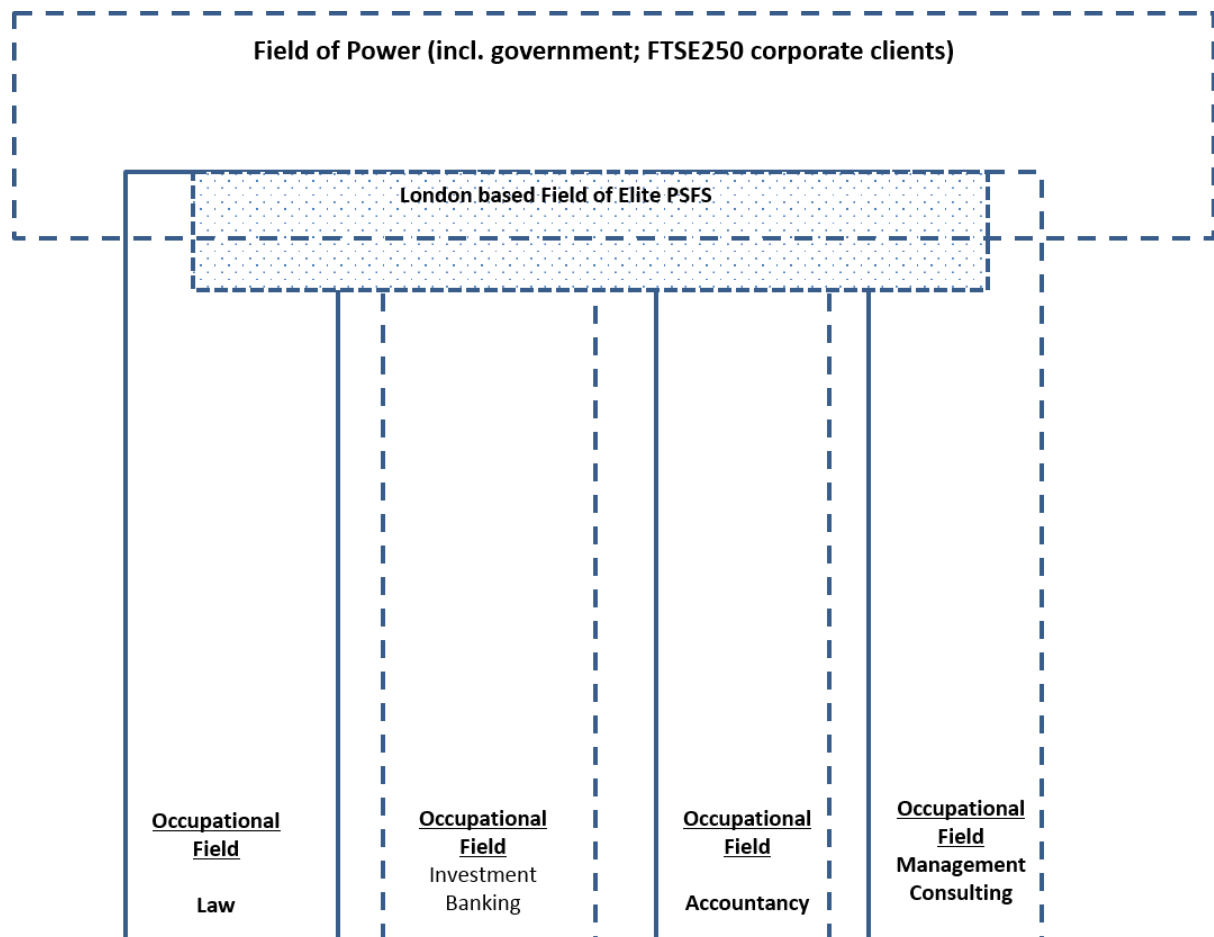 Field of Power (incl. government; FTSE250 corporate clients)
London based Field of Elite PSFS
Occupational
Field
Law
Occupational
Field
Investment
Banking
Occupational
Field
Accountancy
Occupational
Field
Management
Consulting